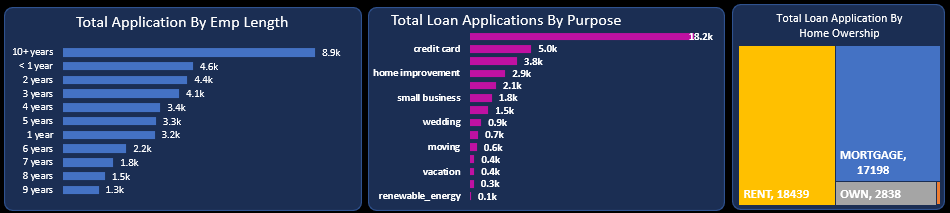 Total Application By Emp Length
10+ years 8.9k
< 1 year 4.6k
2 years 4.4k
3 years 4.1k
4 years 3.4k
5 years 3.3k
1 year 3.2k
6 years 2.2k
7 years 1.8k
8 years 1.5k
9 years 1.3k
Total Loan Applications By Purpose
18.2k
credit card 5.0k
3.8k
home improvement 2.9k
2.1k
small business 1.8k
1.5k
wedding 0.9k
0.7k
moving 0.6k
0.4k
vacation 0.4k
0.3k
renewable_energy 0.1k
Total Loan Application By
Home Owership
RENT, 18439
MORTGAGE,
17198
OWN, 2838